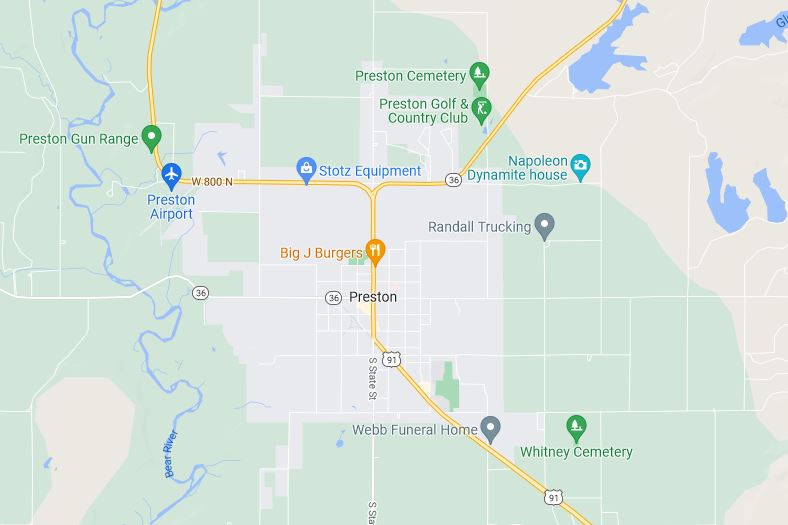 Preston Cemetery
Preston Golf &
Country Club
Preston Gun Range
Napoleon
Dynamite house
Stotz Equipment
36
W 800 N
Preston
Airport
Randall Trucking
Big J Burgers
36
36
Preston
91
S State St
Webb Funeral Home
Whitney Cemetery
Bear River
91
S Sta